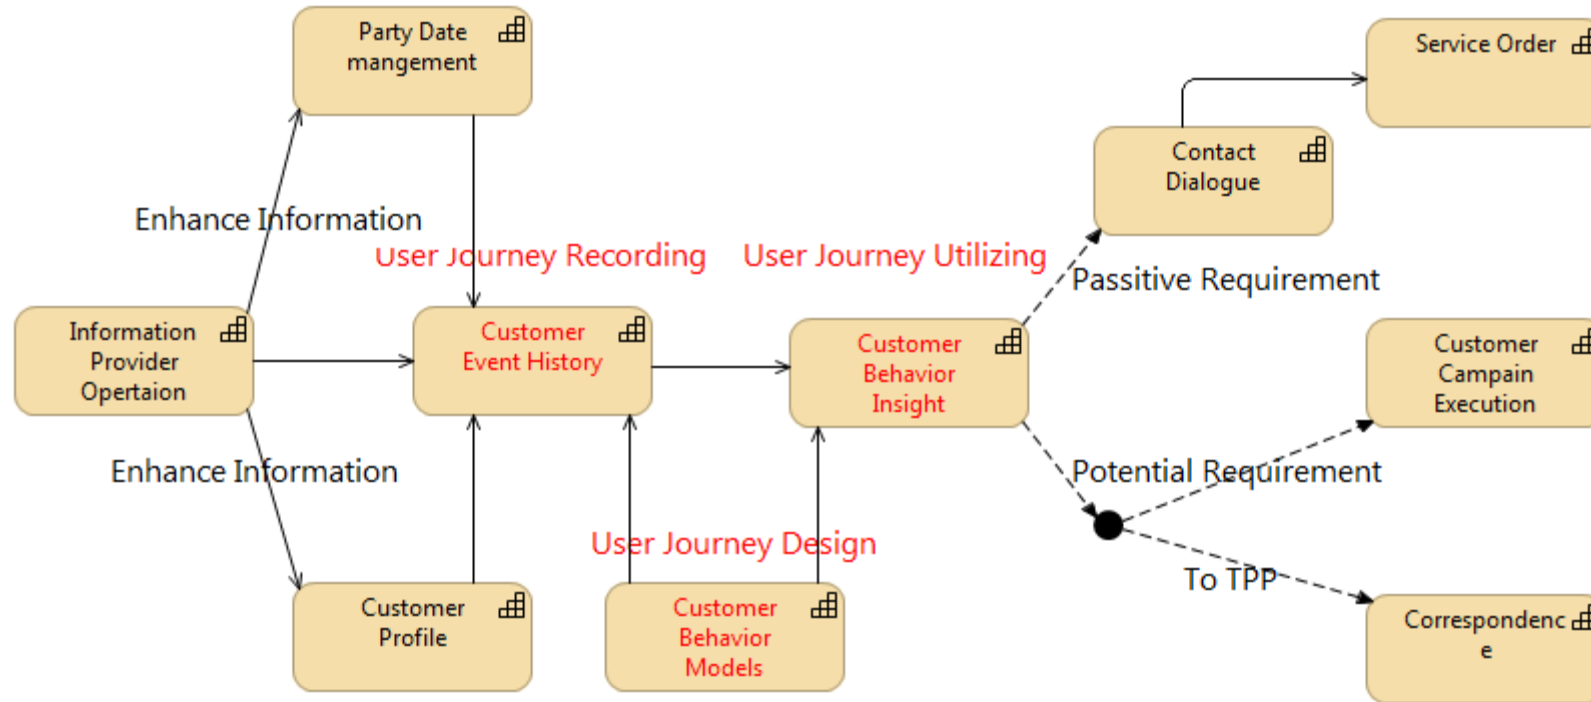 Party Date
mangement
Service Order
Contact
Dialogue
Enhance Information
User Journey Recording
User Journey Utilizing
Passitive Requirement
Information
Provider
Opertaion
Customer
Event History
Customer
Behavior
Insight
Customer
Campain
Execution
Enhance Information
Potential Requirement
User Journey Design
To TPP
Customer
Profile
Customer
Behavior
Models
Correspondenc
e